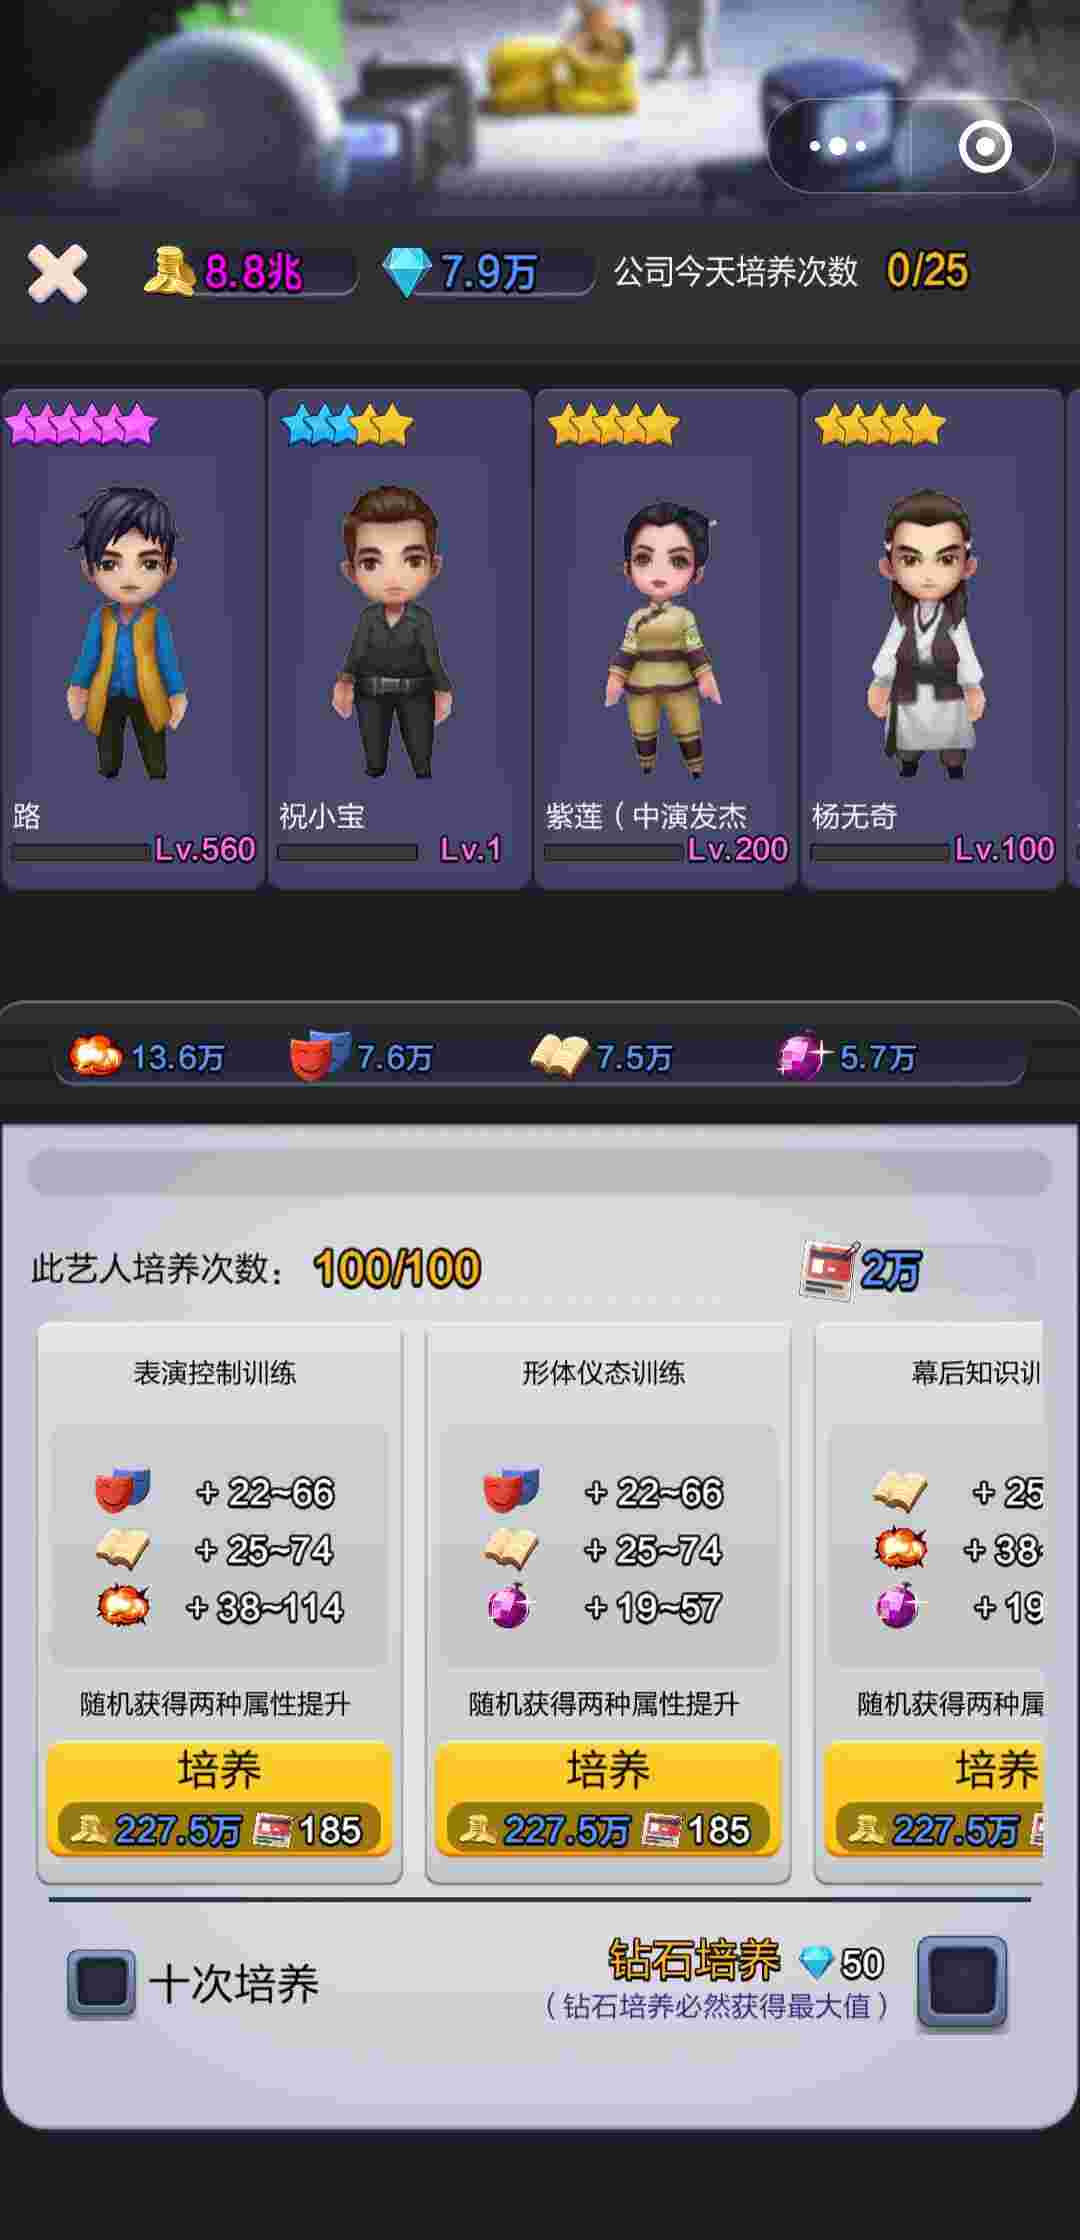 8.8兆 7.9万 公司今天培养次数 0/25
路 祝小宝 紫莲（中演发杰 杨无奇
Lv.560 Lv.1 Lv.200 Lv.100
13.6万 7.6万 7.5万 5.7万
此艺人培养次数： 100/100 2万
表演控制训练 形体仪态训练 幕后知识训
+ 22~66 + 22~66 + 25
+ 25~74 + 25~74 + 38
+ 38~114 + 19~57 + 19
随机获得两种属性提升 随机获得两种属性提升 随机获得两种属
培养 培养 培养
227.5万 185 227.5万 185 227.5万
十次培养 钻石培养 50
（钻石培养必然获得最大值）